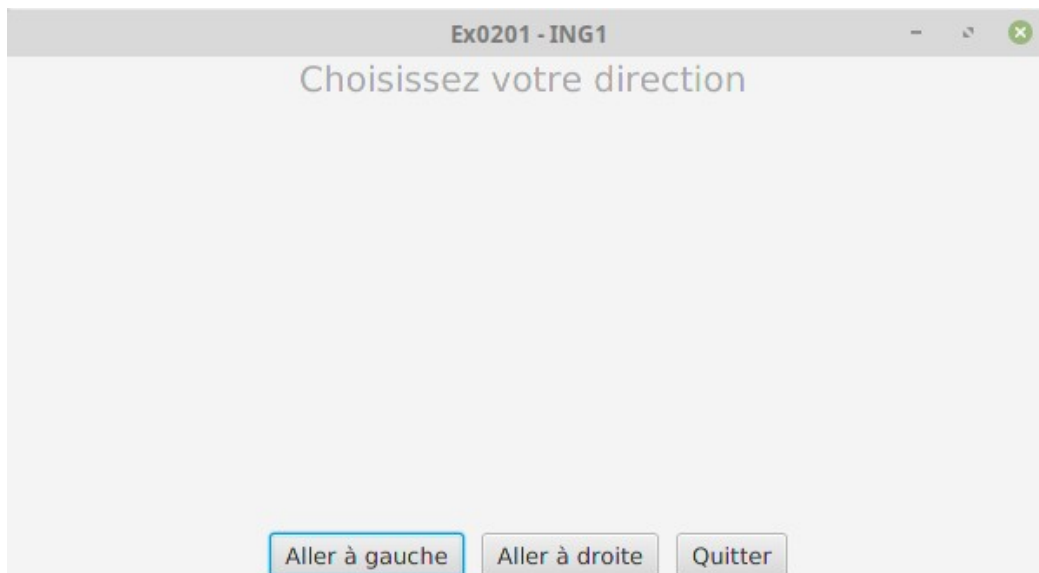 Ex0201 - ING1
Choisissez votre direction
Aller à gauche Aller à droite Quitter